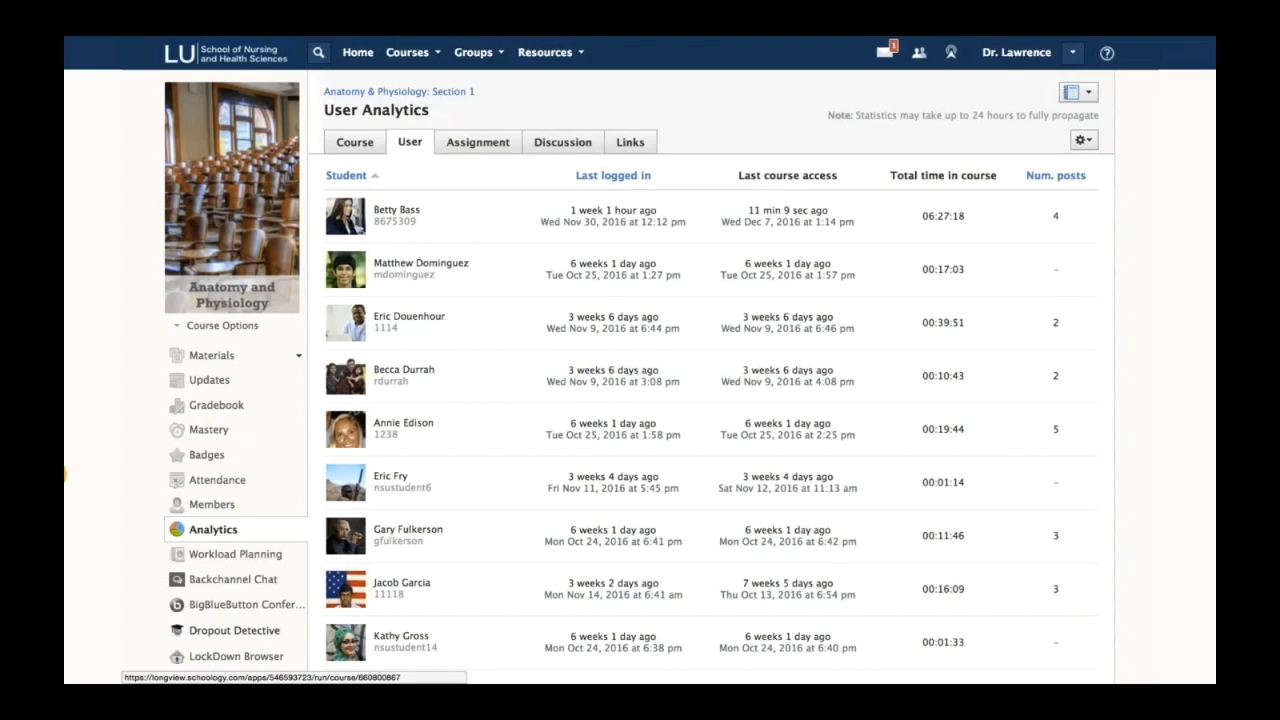 LU School of Nursing and Health Sciences
Home Courses Groups Resources
1
Dr. Lawrence
?
Anatomy and
Physiology
Course Options
Materials
Updates
Gradebook
Mastery
Badges
Attendance
Members
Analytics
Workload Planning
Backchannel Chat
BigBlueButton Confer...
Dropout Detective
LockDown Browser
Anatomy & Physiology: Section 1
User Analytics
Note: Statistics may take up to 24 hours to fully propagate
Course User Assignment Discussion Links
Student Last logged in Last course access Total time in course Num. posts
Betty Bass 1 week 1 hour ago 11 min 9 sec ago
8675309 Wed Nov 30, 2016 at 12:12 pm Wed Dec 7, 2016 at 1:14 pm 06:27:18 4
Matthew Dominguez 6 weeks 1 day ago 6 weeks 1 day ago
mdominguez Tue Oct 25, 2016 at 1:27 pm Tue Oct 25, 2016 at 1:57 pm 00:17:03 –
Eric Douenhour 3 weeks 6 days ago 3 weeks 6 days ago
1114 Wed Nov 9, 2016 at 6:44 pm Wed Nov 9, 2016 at 6:46 pm 00:39:51 2
Becca Durrah 3 weeks 6 days ago 3 weeks 6 days ago
rdurrah Wed Nov 9, 2016 at 3:08 pm Wed Nov 9, 2016 at 4:08 pm 00:10:43 2
Annie Edison 6 weeks 1 day ago 6 weeks 1 day ago
1238 Tue Oct 25, 2016 at 1:58 pm Tue Oct 25, 2016 at 2:25 pm 00:19:44 5
Eric Fry 3 weeks 4 days ago 3 weeks 4 days ago
nsustudent6 Fri Nov 11, 2016 at 5:45 pm Sat Nov 12, 2016 at 11:13 am 00:01:14 –
Gary Fulkerson 6 weeks 1 day ago 6 weeks 1 day ago
gfulkerson Mon Oct 24, 2016 at 6:41 pm Mon Oct 24, 2016 at 6:42 pm 00:11:46 3
Jacob Garcia 3 weeks 2 days ago 7 weeks 5 days ago
11118 Mon Nov 14, 2016 at 6:41 am Thu Oct 13, 2016 at 6:54 pm 00:16:09 3
Kathy Gross 6 weeks 1 day ago 6 weeks 1 day ago
nsustudent14 Mon Oct 24, 2016 at 6:38 pm Mon Oct 24, 2016 at 6:40 pm 00:01:33 –
https://longview.schoology.com/apps/546593723/run/course/660800867